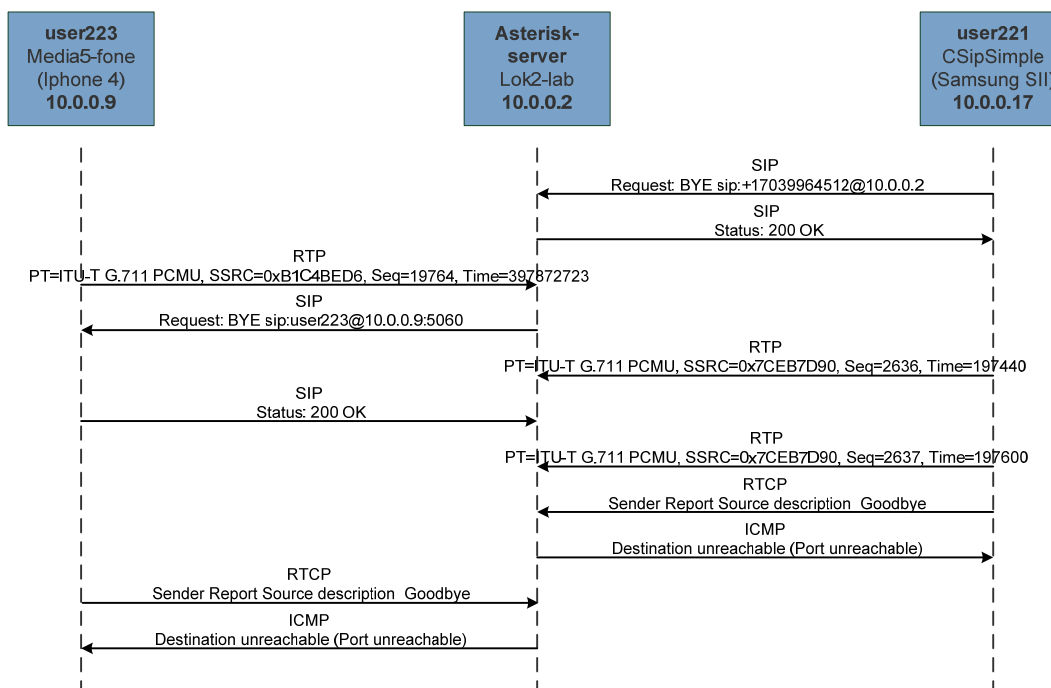 user223
Media5-fone
(Iphone 4)
10.0.0.9
Asterisk-
server
Lok2-lab
10.0.0.2
user221
CSipSimple
(Samsung SII)
10.0.0.17
SIP
Request: BYE sip:+17039964512@10.0.0.2
SIP
Status: 200 OK
RTP
PT=ITU-T G.711 PCMU, SSRC=0xB1C4BED6, Seq=19764, Time=397872723
SIP
Request: BYE sip:user223@10.0.0.9:5060
RTP
PT=ITU-T G.711 PCMU, SSRC=0x7CEB7D90, Seq=2636, Time=197440
SIP
Status: 200 OK
RTP
PT=ITU-T G.711 PCMU, SSRC=0x7CEB7D90, Seq=2637, Time=197600
RTCP
Sender Report Source description Goodbye
ICMP
Destination unreachable (Port unreachable)
RTCP
Sender Report Source description Goodbye
ICMP
Destination unreachable (Port unreachable)